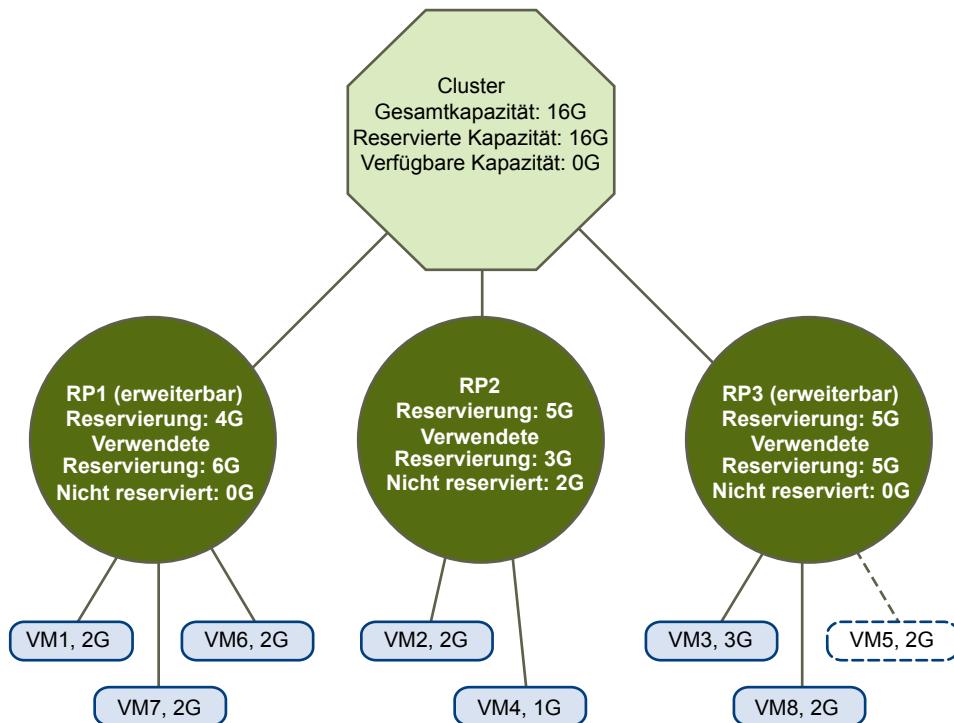 Cluster
Gesamtkapazität: 16G
Reservierte Kapazität: 16G
Verfügbare Kapazität: 0G
RP1 (erweiterbar)
Reservierung: 4G
Verwendete
Reservierung: 6G
Nicht reserviert: 0G
RP2
Reservierung: 5G
Verwendete
Reservierung: 3G
Nicht reserviert: 2G
RP3 (erweiterbar)
Reservierung: 5G
Verwendete
Reservierung: 5G
Nicht reserviert: 0G
VM1, 2G
VM6, 2G
VM7, 2G
VM2, 2G
VM4, 1G
VM3, 3G
VM5, 2G
VM8, 2G